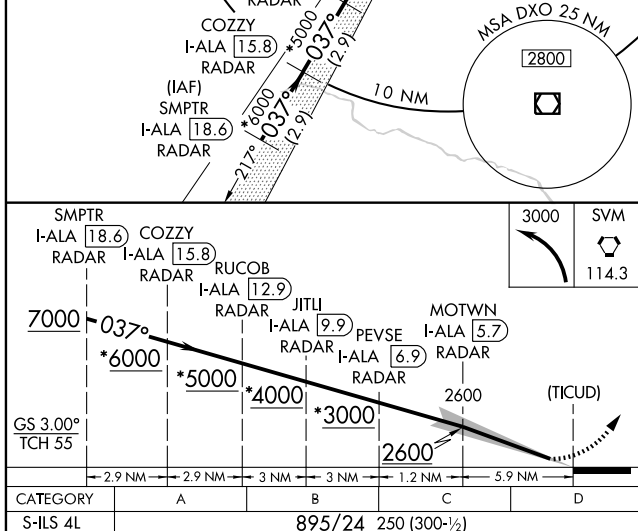 RADAR
COZZY
I-ALA 15.8
RADAR
*5000
037°
(2.9)
(IAF)
SMPTR
I-ALA 18.6
RADAR
*6000
037°
(2.9)
217°
10 NM
MSA DXO 25 NM
2800
3000
SVM
114.3
SMPTR
I-ALA 18.6
RADAR
COZZY
I-ALA 15.8
RADAR
RUCOB
I-ALA 12.9
RADAR
JITLI
I-ALA 9.9
RADAR
PEVSE
I-ALA 6.9
RADAR
MOTWN
I-ALA 5.7
RADAR
7000
037°
*6000
*5000
*4000
*3000
2600
2600
(TICUD)
GS 3.00°
TCH 55
2.9 NM 2.9 NM 3 NM 3 NM 1.2 NM 5.9 NM
CATEGORY A B C D
S-ILS 4L 895/24 250 (300-½)